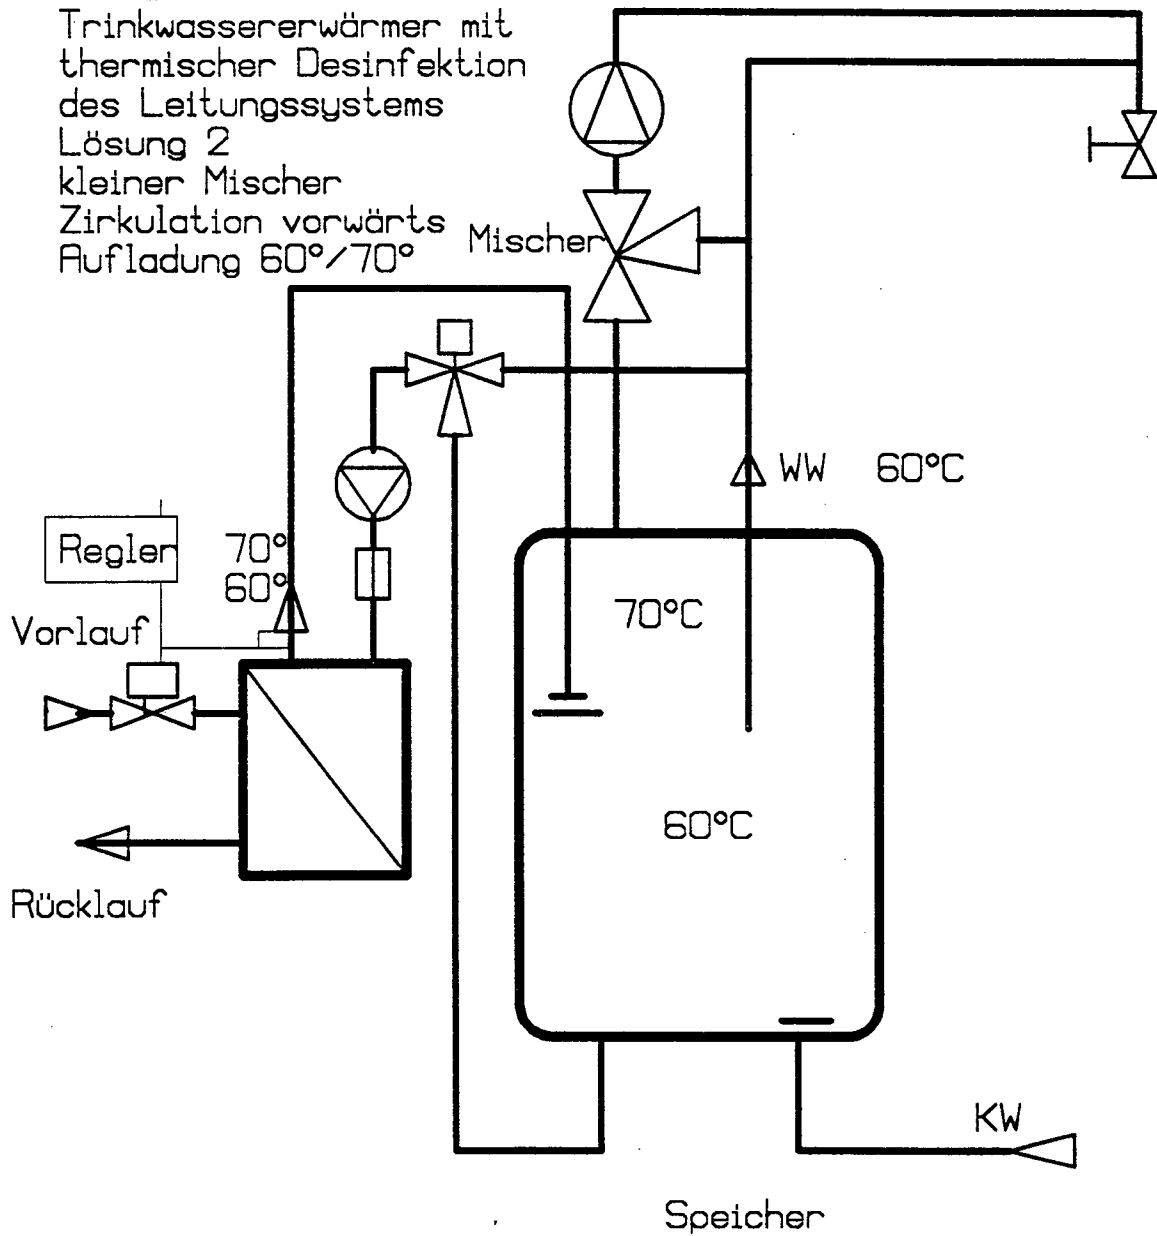 Trinkwassererwärmer mit
thermischer Desinfektion
des Leitungssystems
Lösung 2
kleiner Mischer
Zirkulation vorwärts
Aufladung 60°/70°
Mischer
WW 60°C
Regler
70°
60°
70°C
Vorlauf
60°C
Rücklauf
KW
Speicher